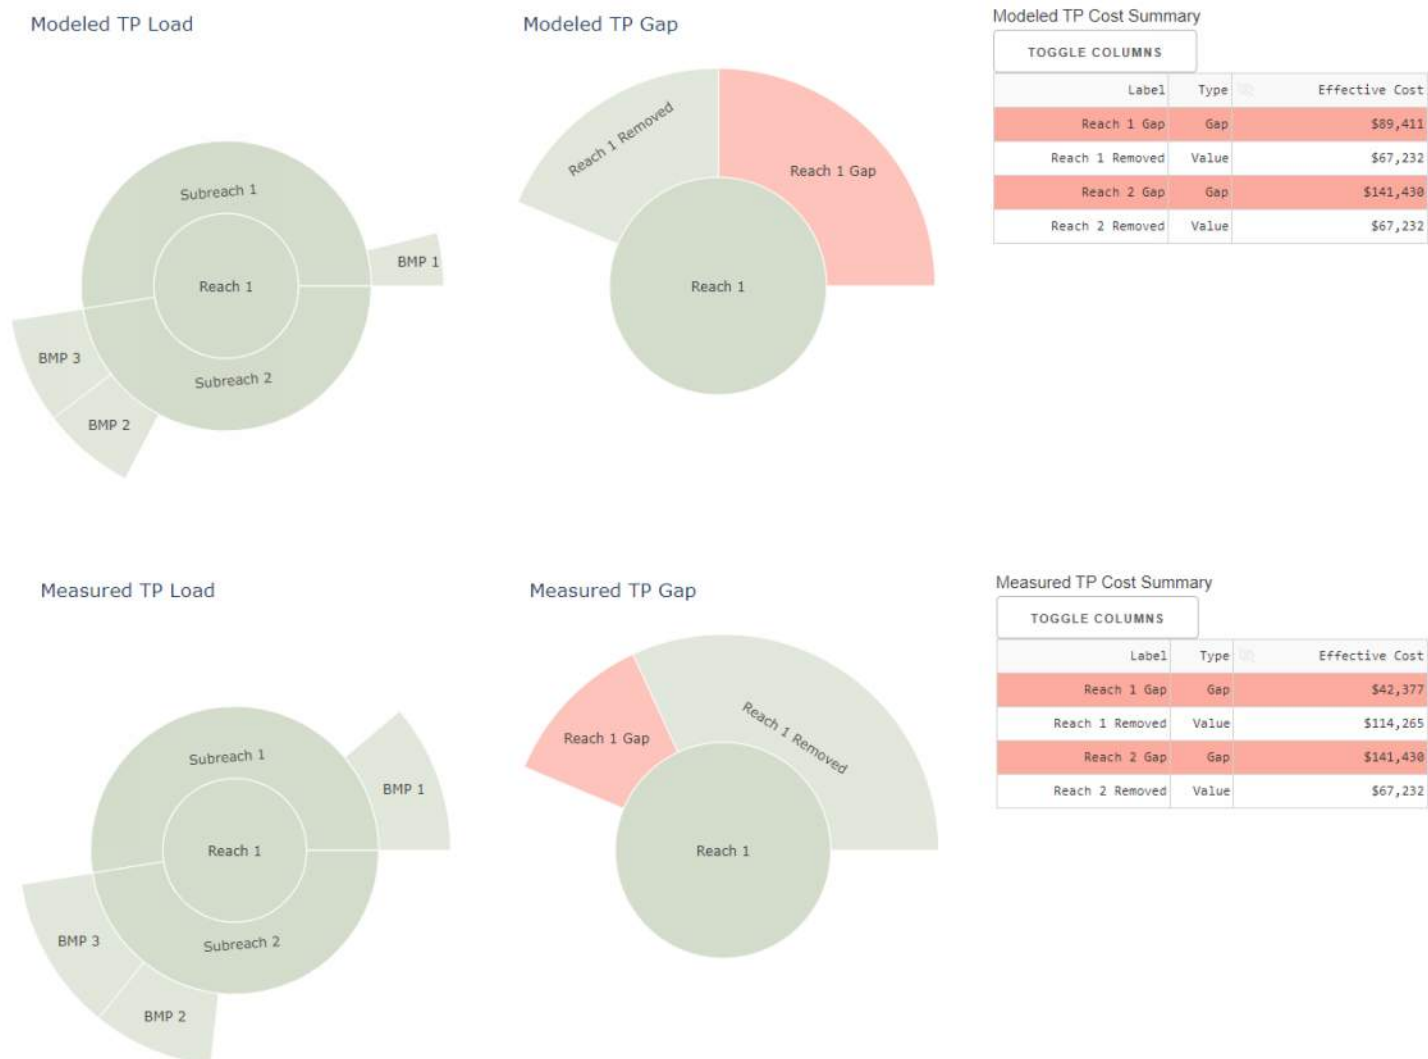 Modeled TP Load
Subreach 1
Reach 1
BMP 1
BMP 3
Subreach 2
BMP 2
Modeled TP Gap
Reach 1 Removed
Reach 1 Gap
Reach 1
Modeled TP Cost Summary
TOGGLE COLUMNS
Label Type Effective Cost
Reach 1 Gap Gap $89,411
Reach 1 Removed Value $67,232
Reach 2 Gap Gap $141,430
Reach 2 Removed Value $67,232
Measured TP Load
Subreach 1
BMP 1
Reach 1
BMP 3
Subreach 2
BMP 2
Measured TP Gap
Reach 1 Gap
Reach 1 Removed
Reach 1
Measured TP Cost Summary
TOGGLE COLUMNS
Label Type Effective Cost
Reach 1 Gap Gap $42,377
Reach 1 Removed Value $114,265
Reach 2 Gap Gap $141,430
Reach 2 Removed Value $67,232